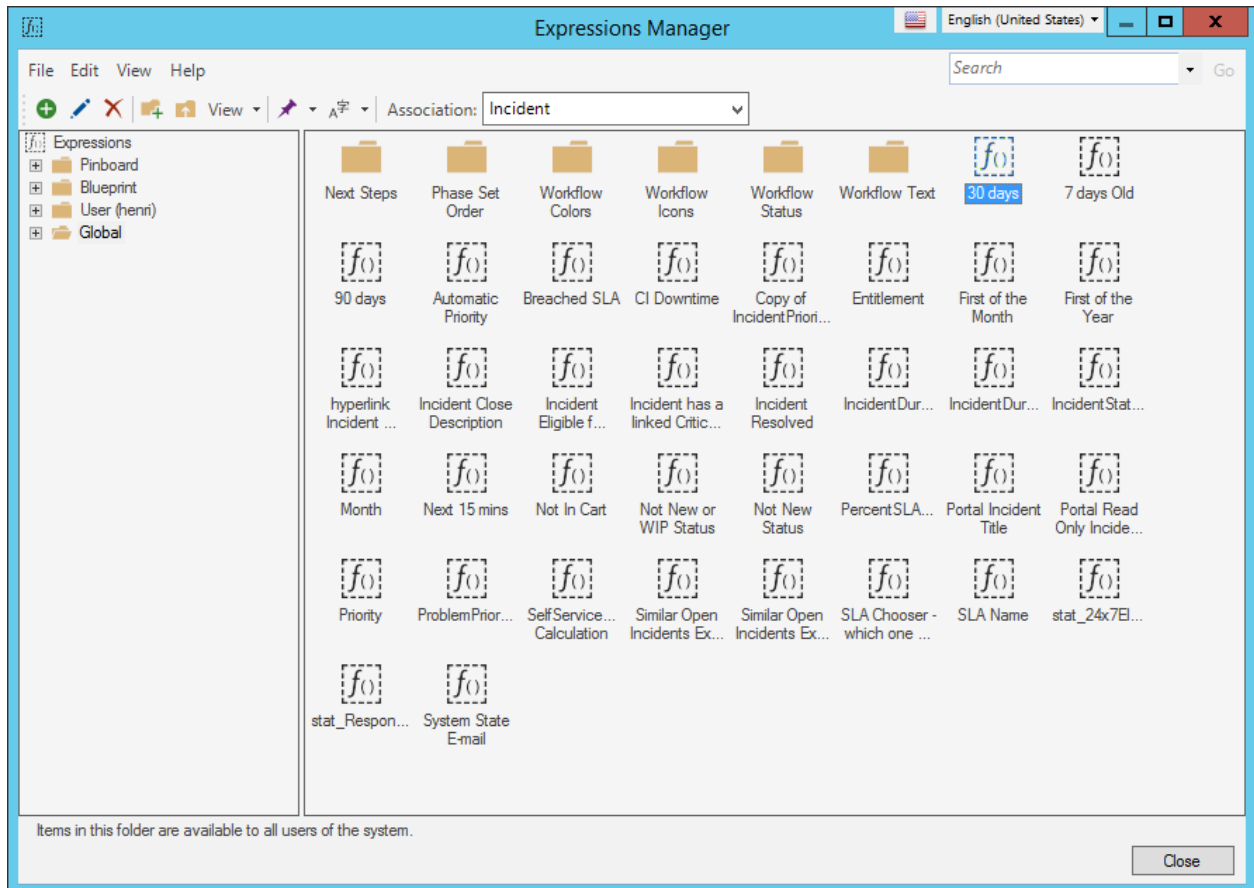 Expressions Manager
English (United States)
File Edit View Help
Search
Go
View
A字
Association: Incident
Expressions
Pinboard
Blueprint
User (henri)
Global
Next Steps
Phase Set
Order
Workflow
Colors
Workflow
Icons
Workflow
Status
Workflow Text
30 days
7 days Old
90 days
Automatic
Priority
Breached SLA
CI Downtime
Copy of
IncidentPriori...
Entitlement
First of the
Month
First of the
Year
hyperlink
Incident ...
Incident Close
Description
Incident
Eligible f...
Incident has a
linked Critic...
Incident
Resolved
IncidentDur...
IncidentDur...
IncidentStat...
Month
Next 15 mins
Not In Cart
Not New or
WIP Status
Not New
Status
PercentSLA...
Portal Incident
Title
Portal Read
Only Incide...
Priority
ProblemPrior...
SelfService...
Calculation
Similar Open
Incidents Ex...
Similar Open
Incidents Ex...
SLA Chooser -
which one ...
SLA Name
stat_24x7El...
stat_Respon...
System State
E-mail
Items in this folder are available to all users of the system.
Close